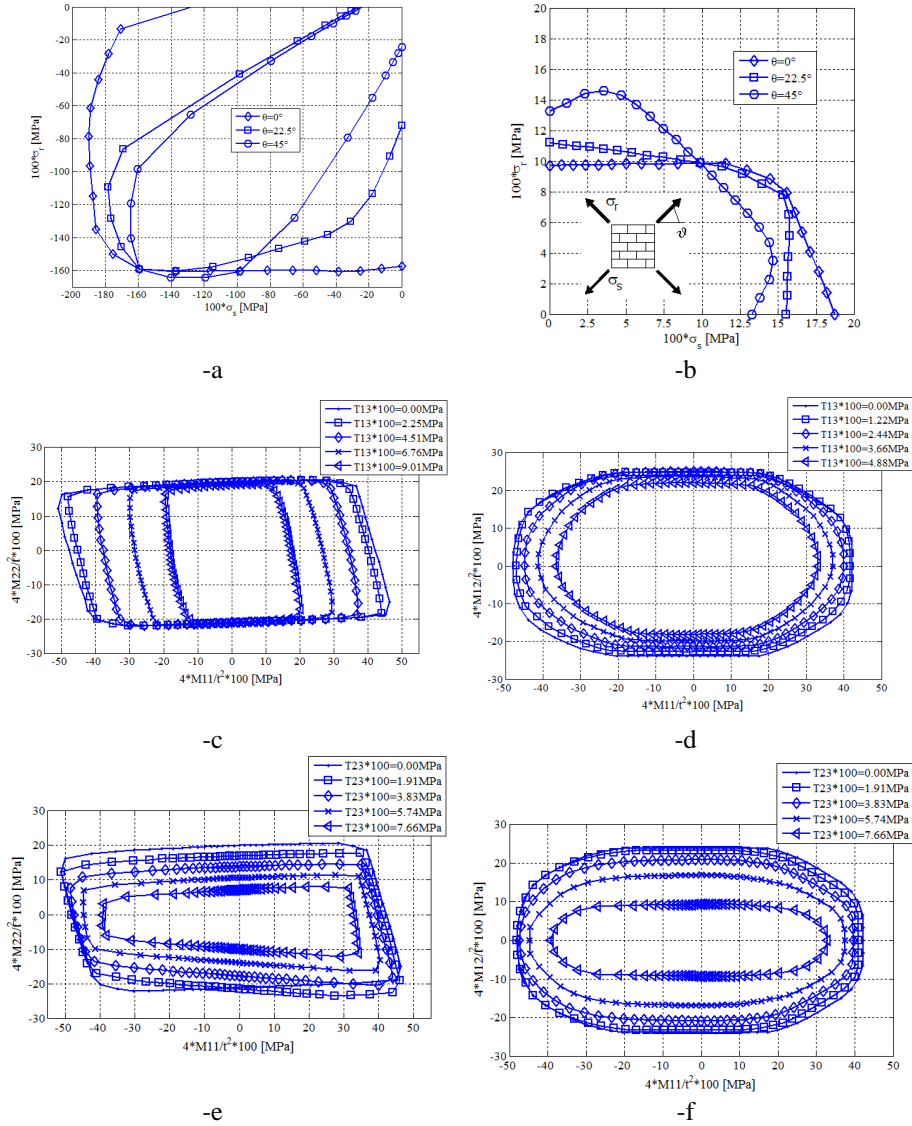 0
-20
-40
-60
-80
-100
-120
-140
-160
-200 -180 -160 -140 -120 -100 -80 -60 -40 -20 0
100*σr [MPa]
100*σs [MPa]
θ=0°
θ=22.5°
θ=45°
-a
20
18
16
14
12
10
8
6
4
2
0
0 2.5 5 7.5 10 12.5 15 17.5 20
100*σr [MPa]
100*σs [MPa]
θ=0°
θ=22.5°
θ=45°
σr
ϑ
σs
-b
T13*100=0.00MPa
T13*100=2.25MPa
T13*100=4.51MPa
T13*100=6.76MPa
T13*100=9.01MPa
30
20
10
0
-10
-20
-30
-50 -40 -30 -20 -10 0 10 20 30 40 50
4*M22/t²*100 [MPa]
4*M11/t²*100 [MPa]
-c
T13*100=0.00MPa
T13*100=1.22MPa
T13*100=2.44MPa
T13*100=3.66MPa
T13*100=4.88MPa
30
20
10
0
-10
-20
-30
-50 -40 -30 -20 -10 0 10 20 30 40 50
4*M12/t²*100 [MPa]
4*M11/t²*100 [MPa]
-d
T23*100=0.00MPa
T23*100=1.91MPa
T23*100=3.83MPa
T23*100=5.74MPa
T23*100=7.66MPa
30
20
10
0
-10
-20
-30
-50 -40 -30 -20 -10 0 10 20 30 40 50
4*M22/t²*100 [MPa]
4*M11/t²*100 [MPa]
-e
T23*100=0.00MPa
T23*100=1.91MPa
T23*100=3.83MPa
T23*100=5.74MPa
T23*100=7.66MPa
30
20
10
0
-10
-20
-30
-50 -40 -30 -20 -10 0 10 20 30 40 50
4*M12/t²*100 [MPa]
4*M11/t²*100 [MPa]
-f